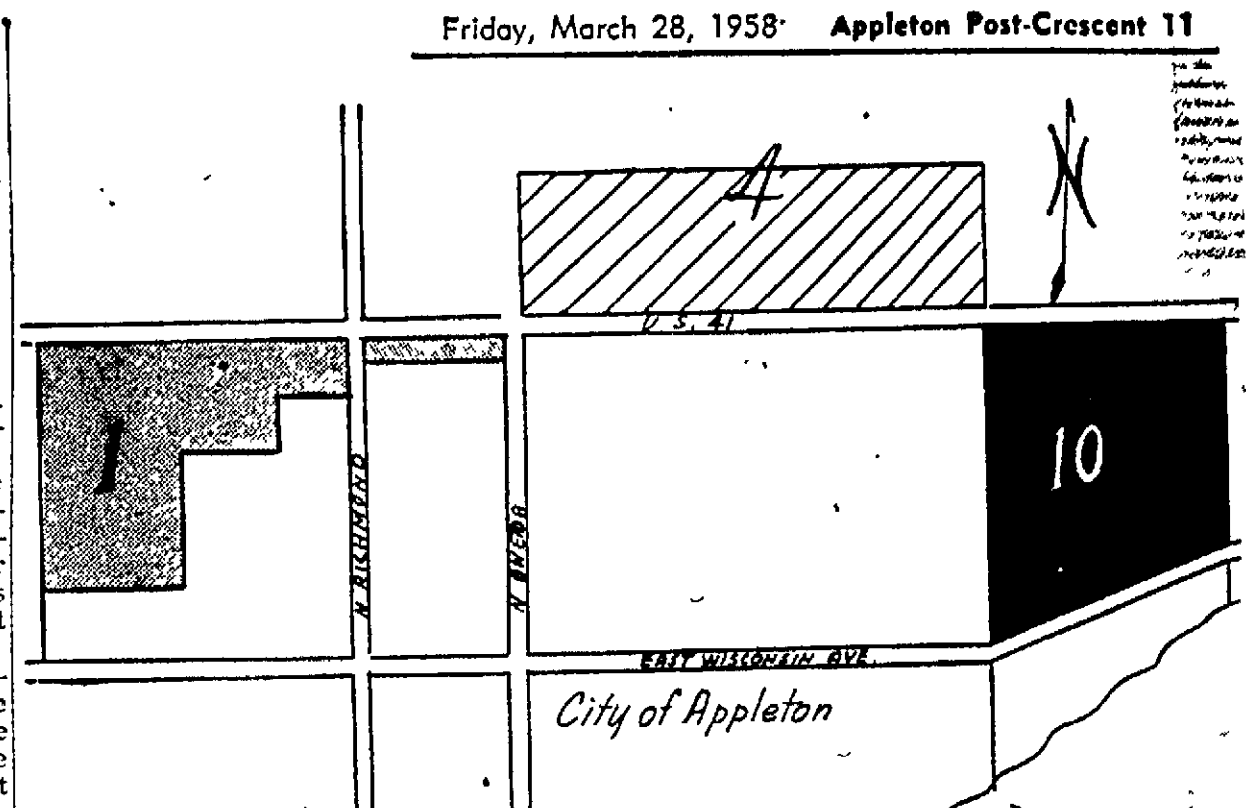 Friday, March 28, 1958 Appleton Post-Crescent 11
4
N
U.S. 41
1
10
N RICHMOND
N ONEIDA
EAST WISCONSIN AVE.
City of Appleton